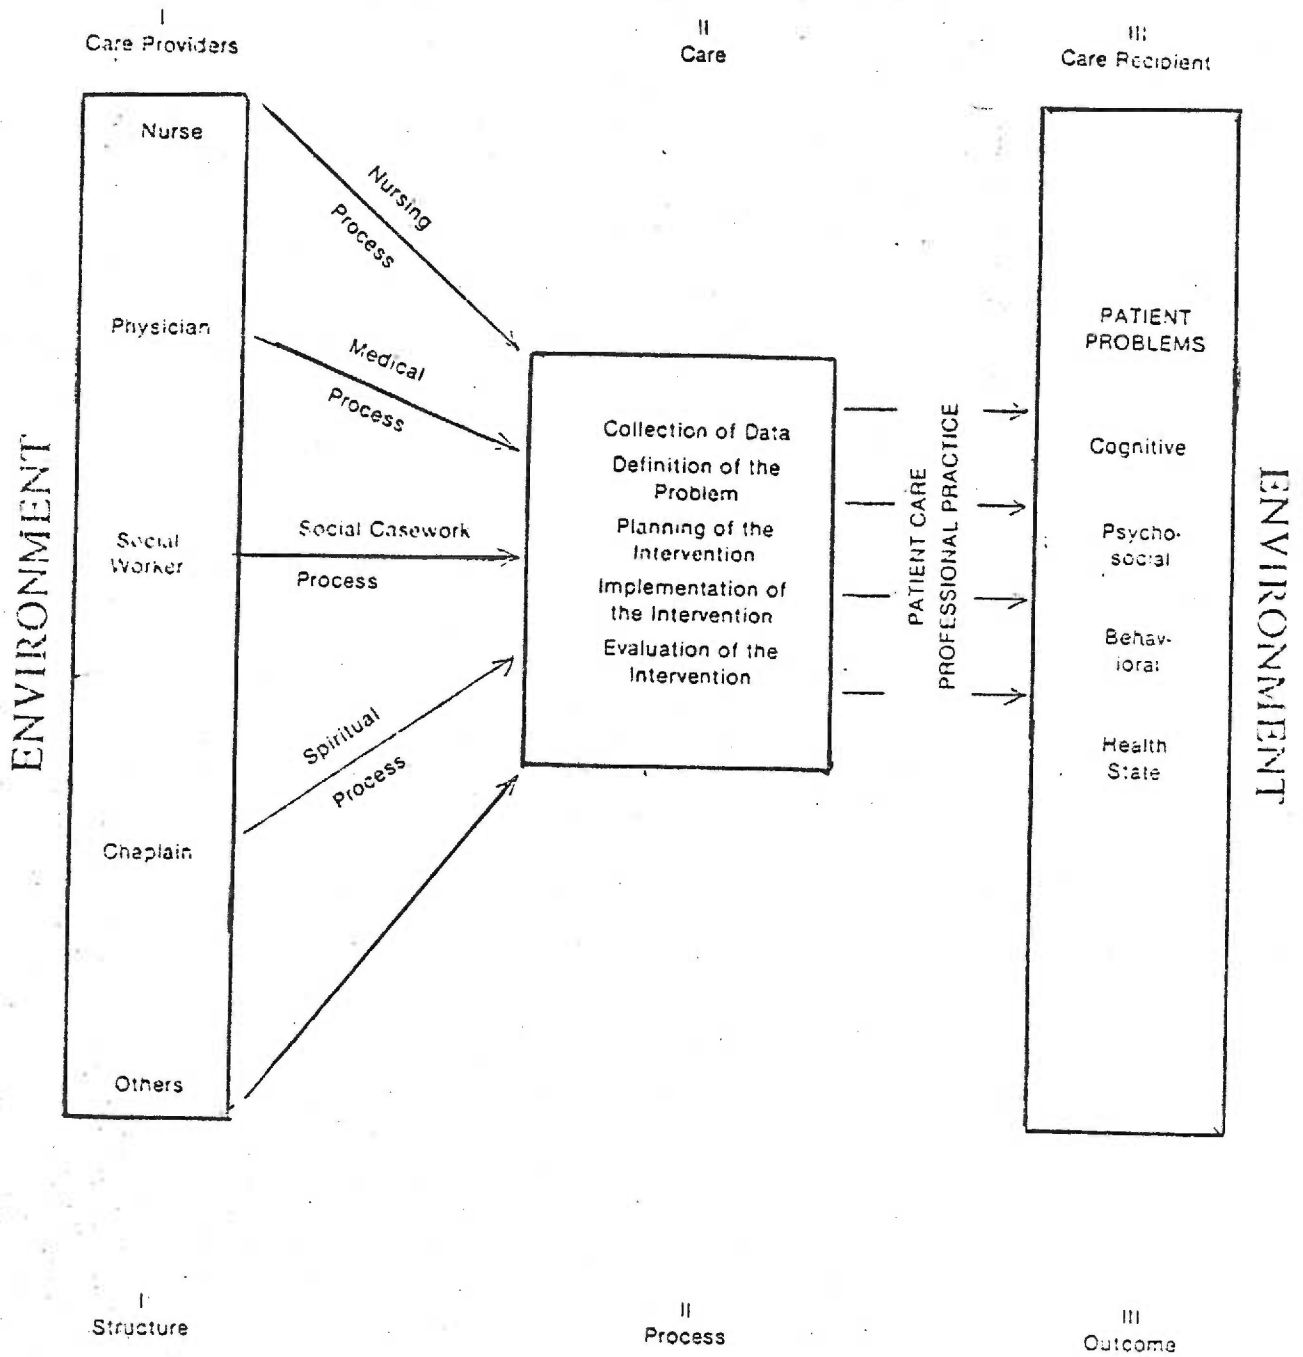 I
Care Providers
II
Care
III
Care Recipient
Nurse
Physician
Social
Worker
Chaplain
Others
Nursing
Process
Medical
Process
Social Casework
Process
Spiritual
Process
Collection of Data
Definition of the
Problem
Planning of the
Intervention
Implementation of
the Intervention
Evaluation of the
Intervention
PATIENT CARE
PROFESSIONAL PRACTICE
PATIENT
PROBLEMS
Cognitive
Psycho-
social
Behav-
ioral
Health
State
ENVIRONMENT
ENVIRONMENT
I
Structure
II
Process
III
Outcome